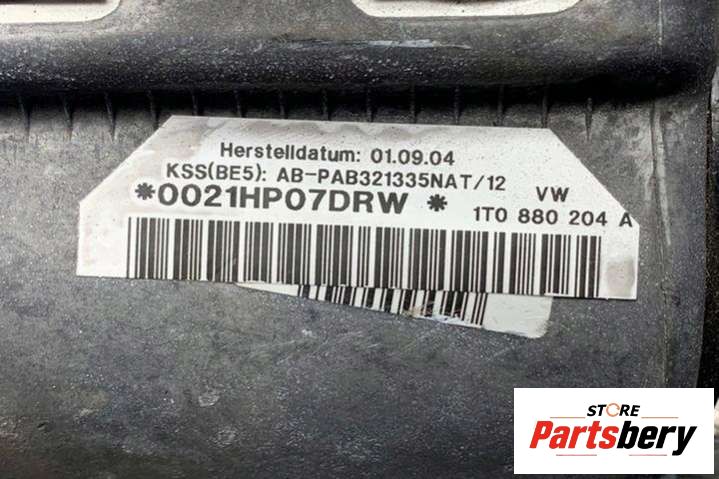 Herstelldatum: 01.09.04
KSS(BE5): AB-PAB321335NAT/12 VW
*0021HP07DRW * 1T0 880 204 A
STORE
Partsbery